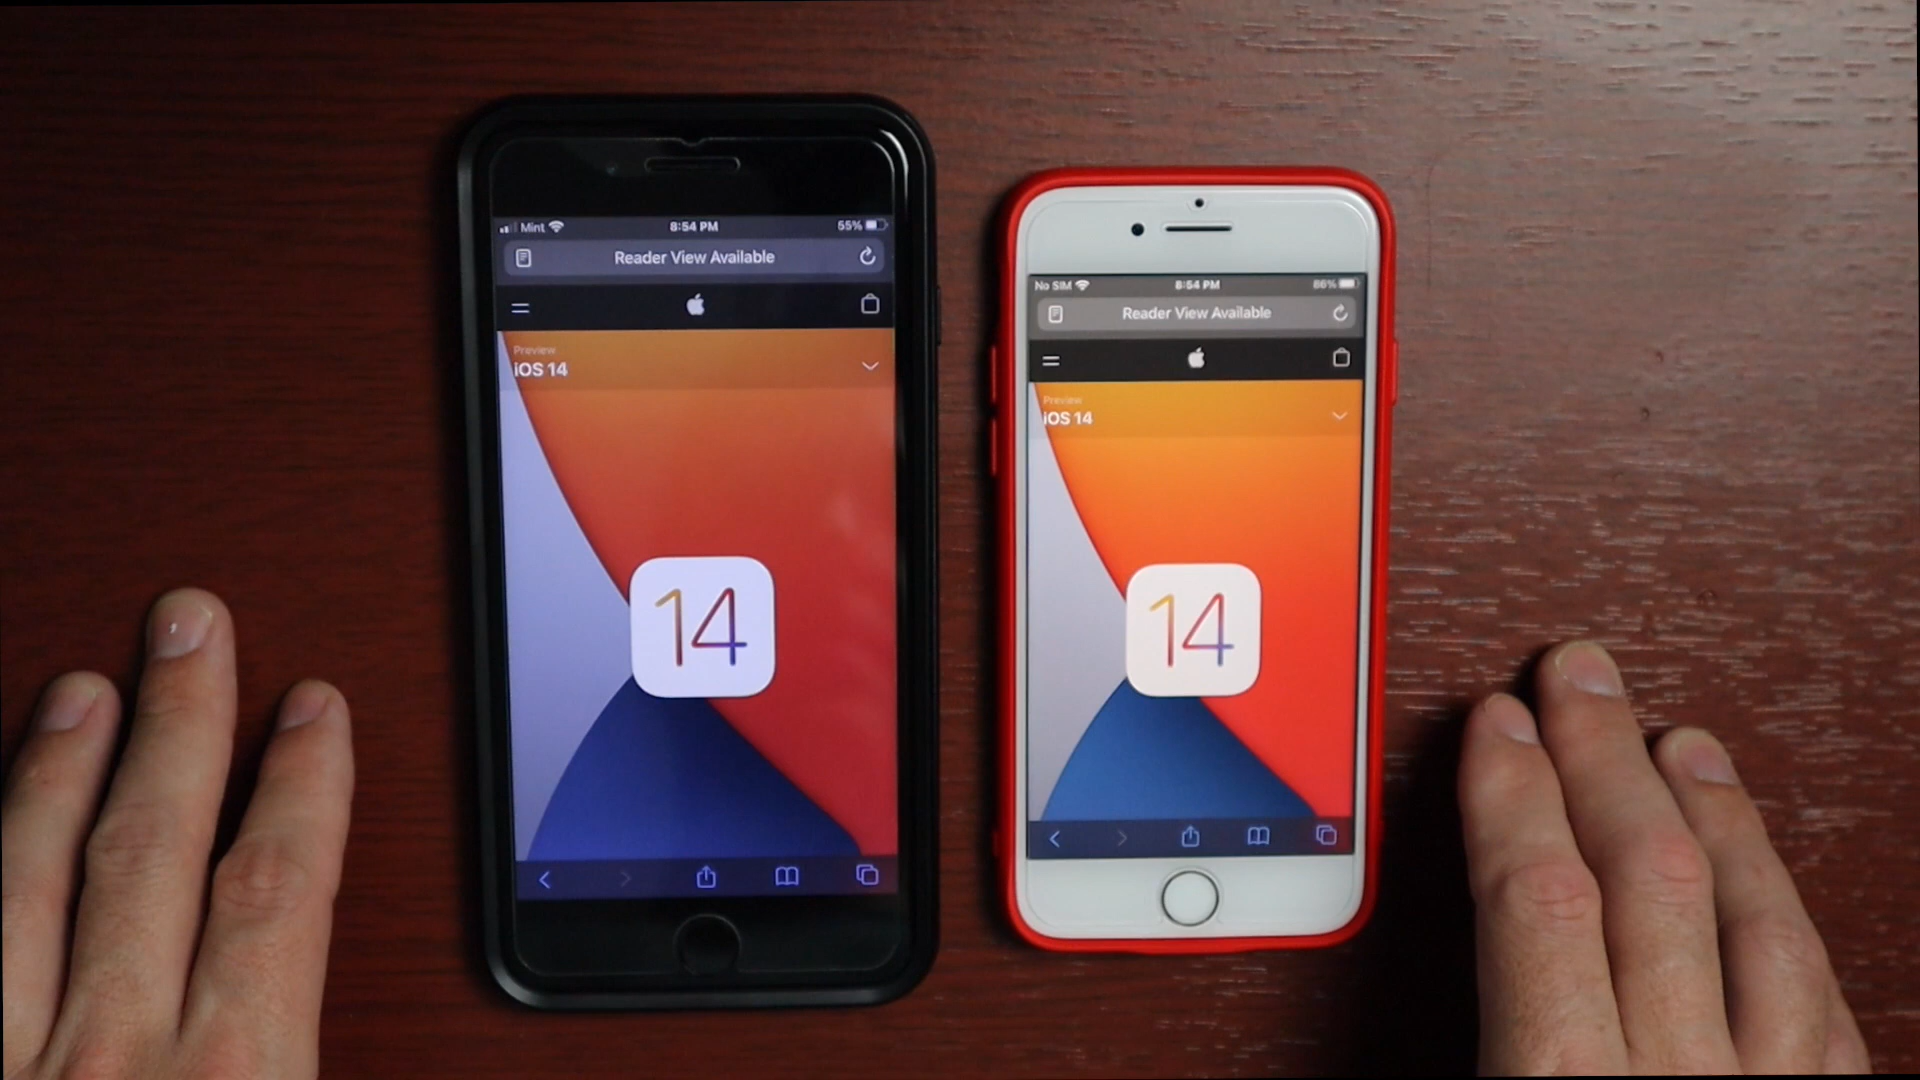 Mint 8:54 PM 55%
Reader View Available
Preview
iOS 14
14
No SIM 8:54 PM 86%
Reader View Available
Preview
iOS 14
14